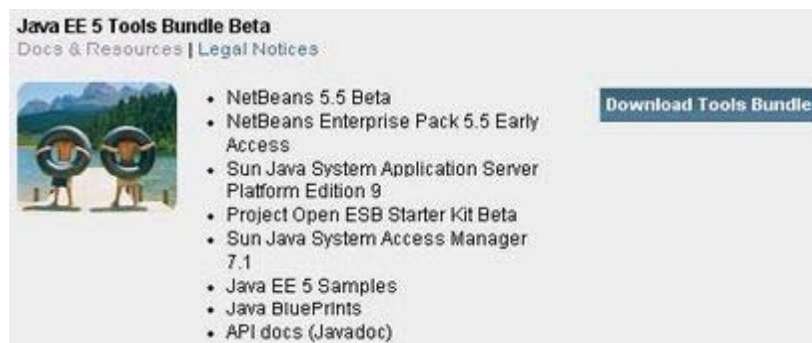 Java EE 5 Tools Bundle Beta
Docs & Resources | Legal Notices
• NetBeans 5.5 Beta
• NetBeans Enterprise Pack 5.5 Early
Access
• Sun Java System Application Server
Platform Edition 9
• Project Open ESB Starter Kit Beta
• Sun Java System Access Manager
7.1
• Java EE 5 Samples
• Java BluePrints
• API docs (Javadoc)
Download Tools Bundle